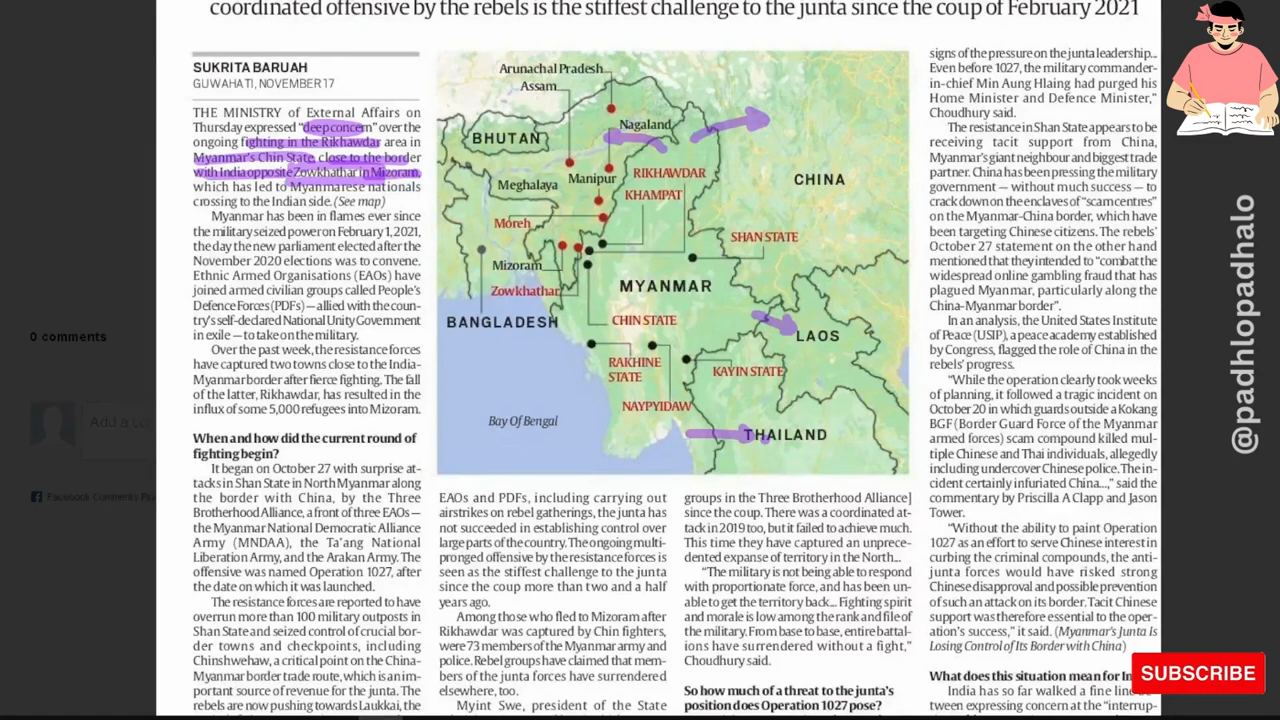 coordinated offensive by the rebels is the stiffest challenge to the junta since the coup of February 2021
SUKRITA BARUAH
GUWAHATI, NOVEMBER 17
THE MINISTRY of External Affairs on
Thursday expressed “deep concern” over the
ongoing fighting in the Rikhawdar area in
Myanmar's Chin State, close to the border
with India opposite Zowkhathar in Mizoram,
which has led to Myanmarese nationals
crossing to the Indian side. (See map)
Myanmar has been in flames ever since
the military seized power on February 1, 2021,
the day the new parliament elected after the
November 2020 elections was to convene.
Ethnic Armed Organisations (EAOs) have
joined armed civilian groups called People's
Defence Forces (PDFs) — allied with the coun-
try's self-declared National Unity Government
in exile — to take on the military.
Over the past week, the resistance forces
have captured two towns close to the India-
Myanmar border after fierce fighting. The fall
of the latter, Rikhawdar, has resulted in the
influx of some 5,000 refugees into Mizoram.
When and how did the current round of
fighting begin?
It began on October 27 with surprise at-
tacks in Shan State in North Myanmar along
the border with China, by the Three
Brotherhood Alliance, a front of three EAOs —
the Myanmar National Democratic Alliance
Army (MNDAA), the Ta'ang National
Liberation Army, and the Arakan Army. The
offensive was named Operation 1027, after
the date on which it was launched.
The resistance forces are reported to have
overrun more than 100 military outposts in
Shan State and seized control of crucial bor-
der towns and checkpoints, including
Chinshwehaw, a critical point on the China-
Myanmar border trade route, which is an im-
portant source of revenue for the junta. The
rebels are now pushing towards Laukkai, the
Arunachal Pradesh
Assam
Nagaland
BHUTAN
Meghalaya
Manipur
RIKHAWDAR
KHAMPAT
CHINA
Moreh
SHAN STATE
Mizoram
Zowkhathar
MYANMAR
BANGLADESH
CHIN STATE
LAOS
RAKHINE
STATE
KAYIN STATE
NAYPYIDAW
Bay Of Bengal
THAILAND
EAOs and PDFs, including carrying out
airstrikes on rebel gatherings, the junta has
not succeeded in establishing control over
large parts of the country. The ongoing multi-
pronged offensive by the resistance forces is
seen as the stiffest challenge to the junta
since the coup more than two and a half
years ago.
Among those who fled to Mizoram after
Rikhawdar was captured by Chin fighters,
were 73 members of the Myanmar army and
police. Rebel groups have claimed that mem-
bers of the junta forces have surrendered
elsewhere, too.
Myint Swe, president of the State
groups in the Three Brotherhood Alliance]
since the coup. There was a coordinated at-
tack in 2019 too, but it failed to achieve much.
This time they have captured an unprece-
dented expanse of territory in the North...
“The military is not being able to respond
with proportionate force, and has been un-
able to get the territory back... Fighting spirit
and morale is low among the rank and file of
the military. From base to base, entire battal-
ions have surrendered without a fight,”
Choudhury said.
So how much of a threat to the junta's
position does Operation 1027 pose?
signs of the pressure on the junta leadership...
Even before 1027, the military commander-
in-chief Min Aung Hlaing had purged his
Home Minister and Defence Minister,”
Choudhury said.
The resistance in Shan State appears to be
receiving tacit support from China,
Myanmar's giant neighbour and biggest trade
partner. China has been pressing the military
government — without much success — to
crack down on the enclaves of “scam centres”
on the Myanmar-China border, which have
been targeting Chinese citizens. The rebels'
October 27 statement on the other hand
mentioned that they intended to “combat the
widespread online gambling fraud that has
plagued Myanmar, particularly along the
China-Myanmar border”.
In an analysis, the United States Institute
of Peace (USIP), a peace academy established
by Congress, flagged the role of China in the
rebels' progress.
“While the operation clearly took weeks
of planning, it followed a tragic incident on
October 20 in which guards outside a Kokang
BGF (Border Guard Force of the Myanmar
armed forces) scam compound killed mul-
tiple Chinese and Thai individuals, allegedly
including undercover Chinese police. The in-
cident certainly infuriated China...,” said the
commentary by Priscilla A Clapp and Jason
Tower.
“Without the ability to paint Operation
1027 as an effort to serve Chinese interest in
curbing the criminal compounds, the anti-
junta forces would have risked strong
Chinese disapproval and possible prevention
of such an attack on its border. Tacit Chinese
support was therefore essential to the oper-
ation's success,” it said. (Myanmar's Junta Is
Losing Control of Its Border with China)
What does this situation mean for In
India has so far walked a fine line
tween expressing concern at the “interrup-
0 comments
Add a co
Facebook Comments
@padhlopadhalo
SUBSCRIBE